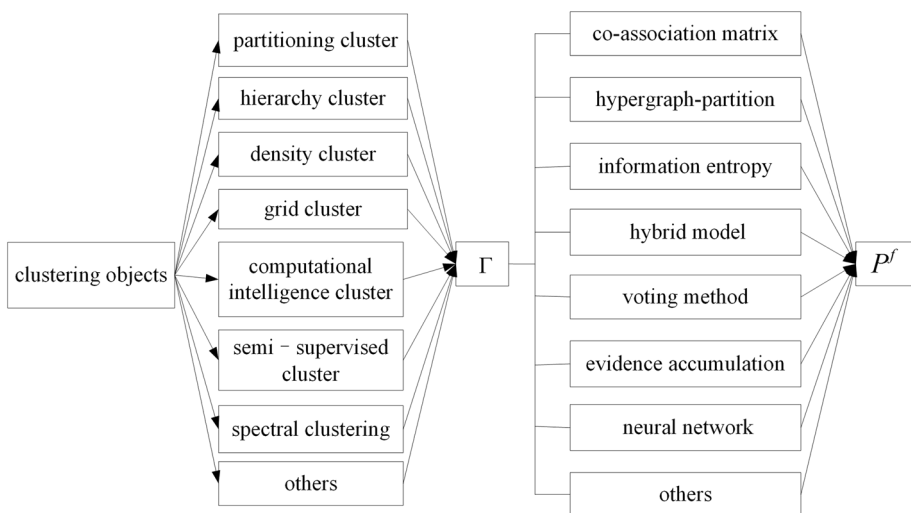 clustering objects
partitioning cluster
hierarchy cluster
density cluster
grid cluster
computational
intelligence cluster
semi - supervised
cluster
spectral clustering
others
Γ
co-association matrix
hypergraph-partition
information entropy
hybrid model
voting method
evidence accumulation
neural network
others
P^f